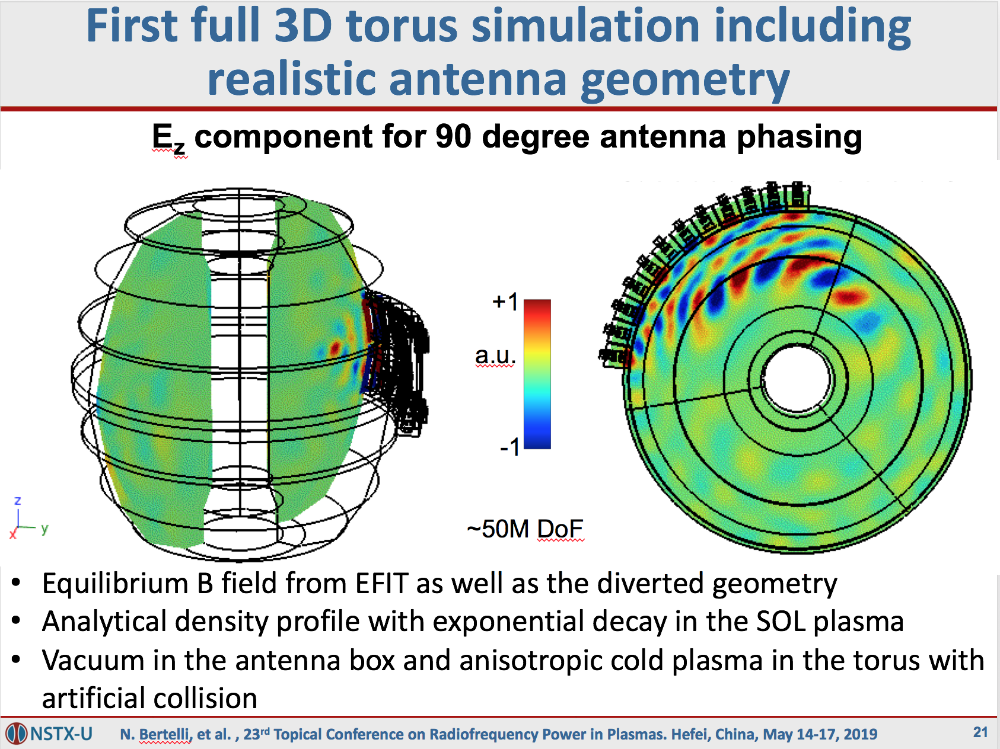 First full 3D torus simulation including
realistic antenna geometry
Ez component for 90 degree antenna phasing
+1
a.u.
-1
z
y
x
~50M DoF
• Equilibrium B field from EFIT as well as the diverted geometry
• Analytical density profile with exponential decay in the SOL plasma
• Vacuum in the antenna box and anisotropic cold plasma in the torus with
artificial collision
NSTX-U
N. Bertelli, et al. , 23rd Topical Conference on Radiofrequency Power in Plasmas. Hefei, China, May 14-17, 2019
21